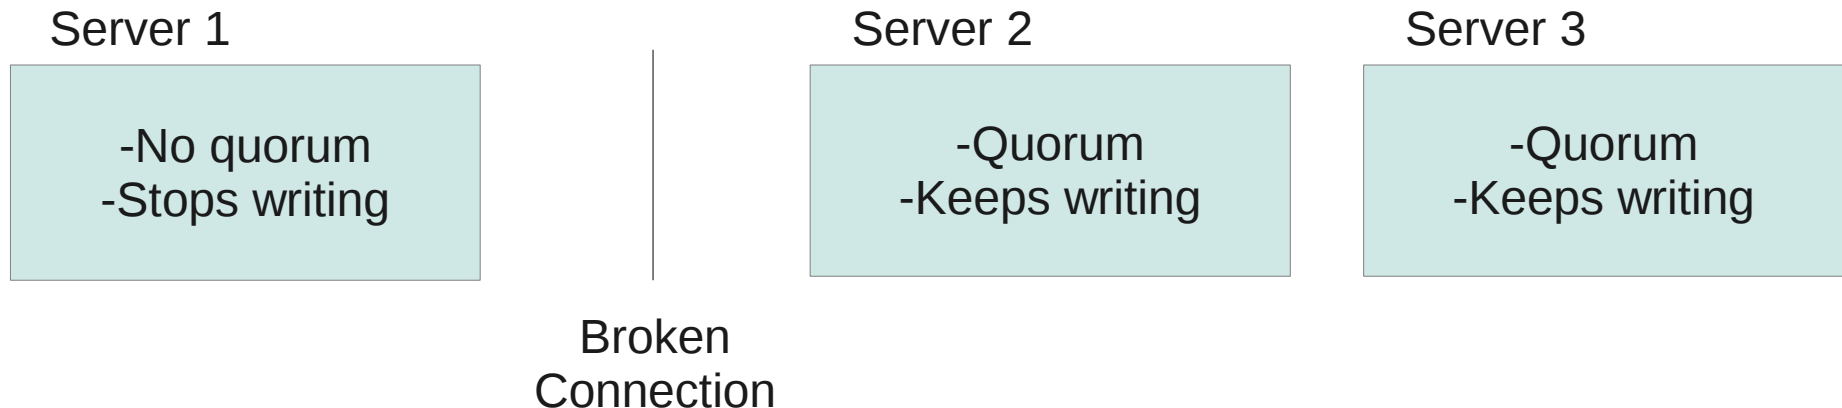 Server 1
Server 2
Server 3
-No quorum
-Stops writing
-Quorum
-Keeps writing
-Quorum
-Keeps writing
Broken
Connection